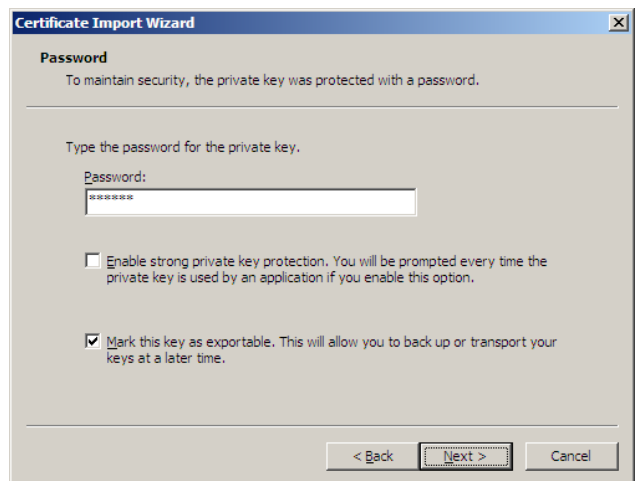 Certificate Import Wizard
Password
To maintain security, the private key was protected with a password.
Type the password for the private key.
Password:
******
Enable strong private key protection. You will be prompted every time the
private key is used by an application if you enable this option.
Mark this key as exportable. This will allow you to back up or transport your
keys at a later time.
< Back Next > Cancel